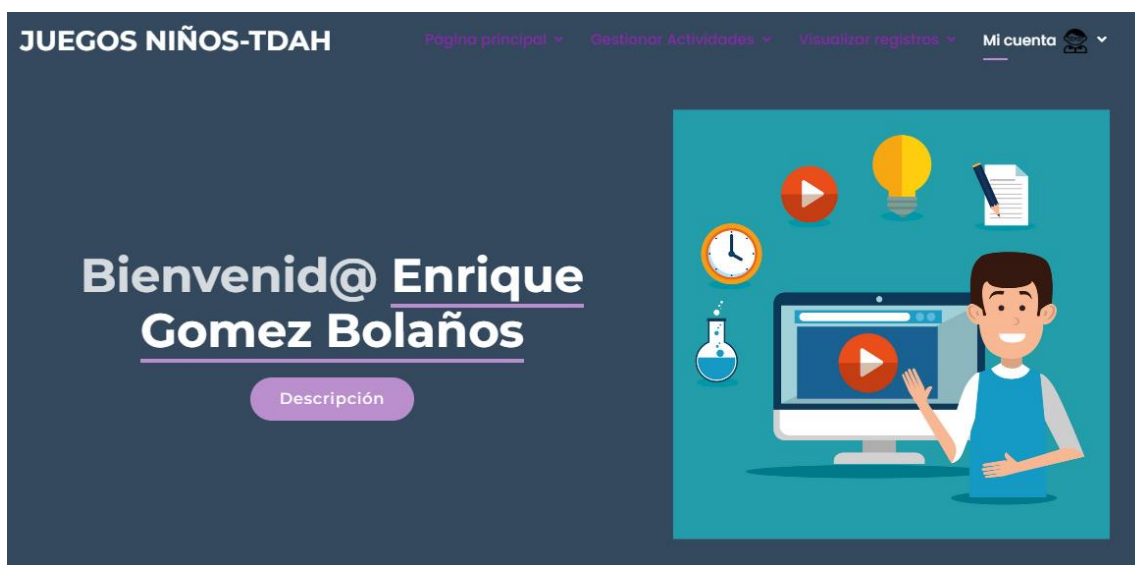 JUEGOS NIÑOS-TDAH
Página principal
Gestionar Actividades
Visualizar registros
Mi cuenta
Bienvenid@ Enrique
Gomez Bolaños
Descripción